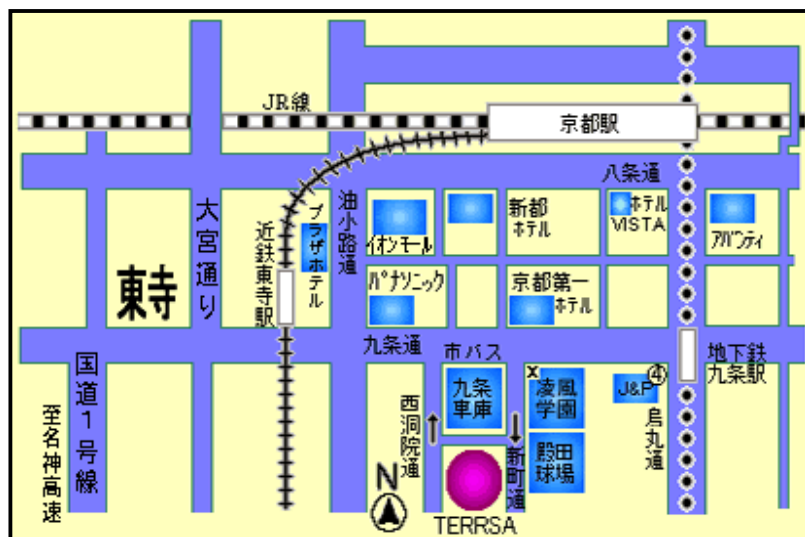 JR線
京都駅
八条通
大宮通り
油小路通
プラザホテル
近鉄東寺駅
イオンモール
新都
ホテル
ホテル
VISTA
アバンティ
東寺
パナソニック
京都第一
ホテル
九条通
市バス
地下鉄
九条駅
国道1号線
至名神高速
西洞院通
九条
車庫
x
凌風
学園
J&P
④
烏丸通
新町通
殿田
球場
N
TERRSA